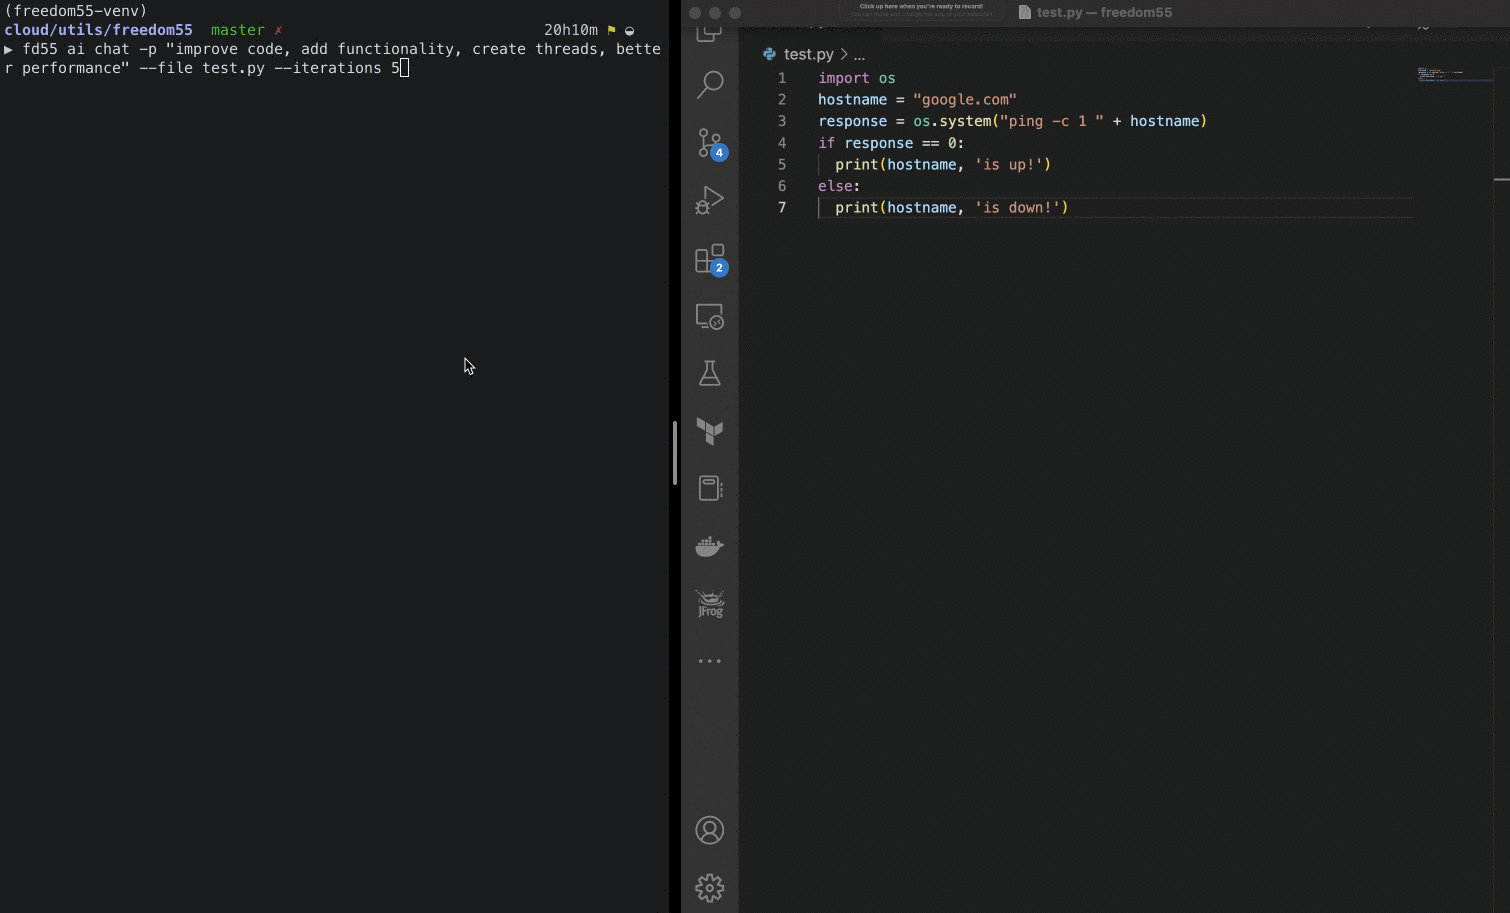 (freedom55-venv)
cloud/utils/freedom55 master ✗ 20h10m
▶ fd55 ai chat -p "improve code, add functionality, create threads, bette
r performance" --file test.py --iterations 5
Click up here when you're ready to record!
test.py — freedom55
test.py > ...
1 import os
2 hostname = "google.com"
3 response = os.system("ping -c 1 " + hostname)
4 if response == 0:
5 print(hostname, 'is up!')
6 else:
7 print(hostname, 'is down!')
4
2
JFrog